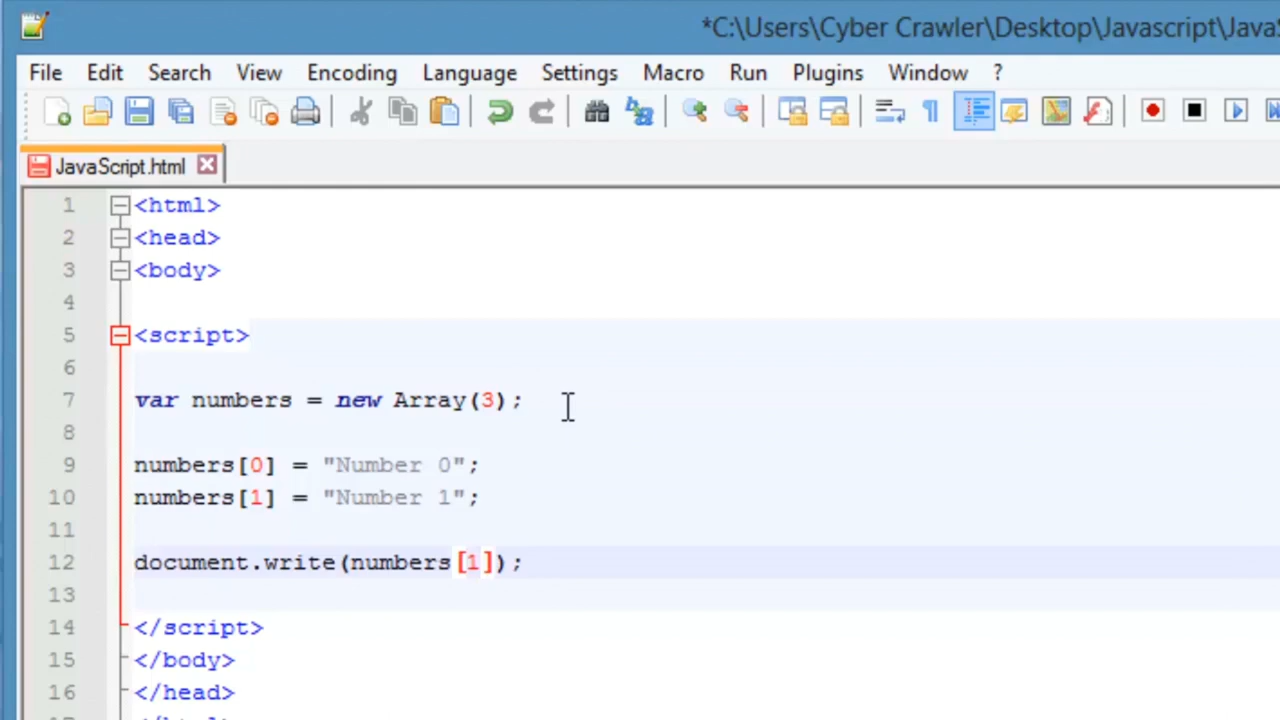 *C:\Users\Cyber Crawler\Desktop\Javascript\JavaS
File Edit Search View Encoding Language Settings Macro Run Plugins Window ?
JavaScript.html
1 <html>
2 <head>
3 <body>
4
5 <script>
6
7 var numbers = new Array(3);
8
9 numbers[0] = "Number 0";
10 numbers[1] = "Number 1";
11
12 document.write(numbers[1]);
13
14 </script>
15 </body>
16 </head>